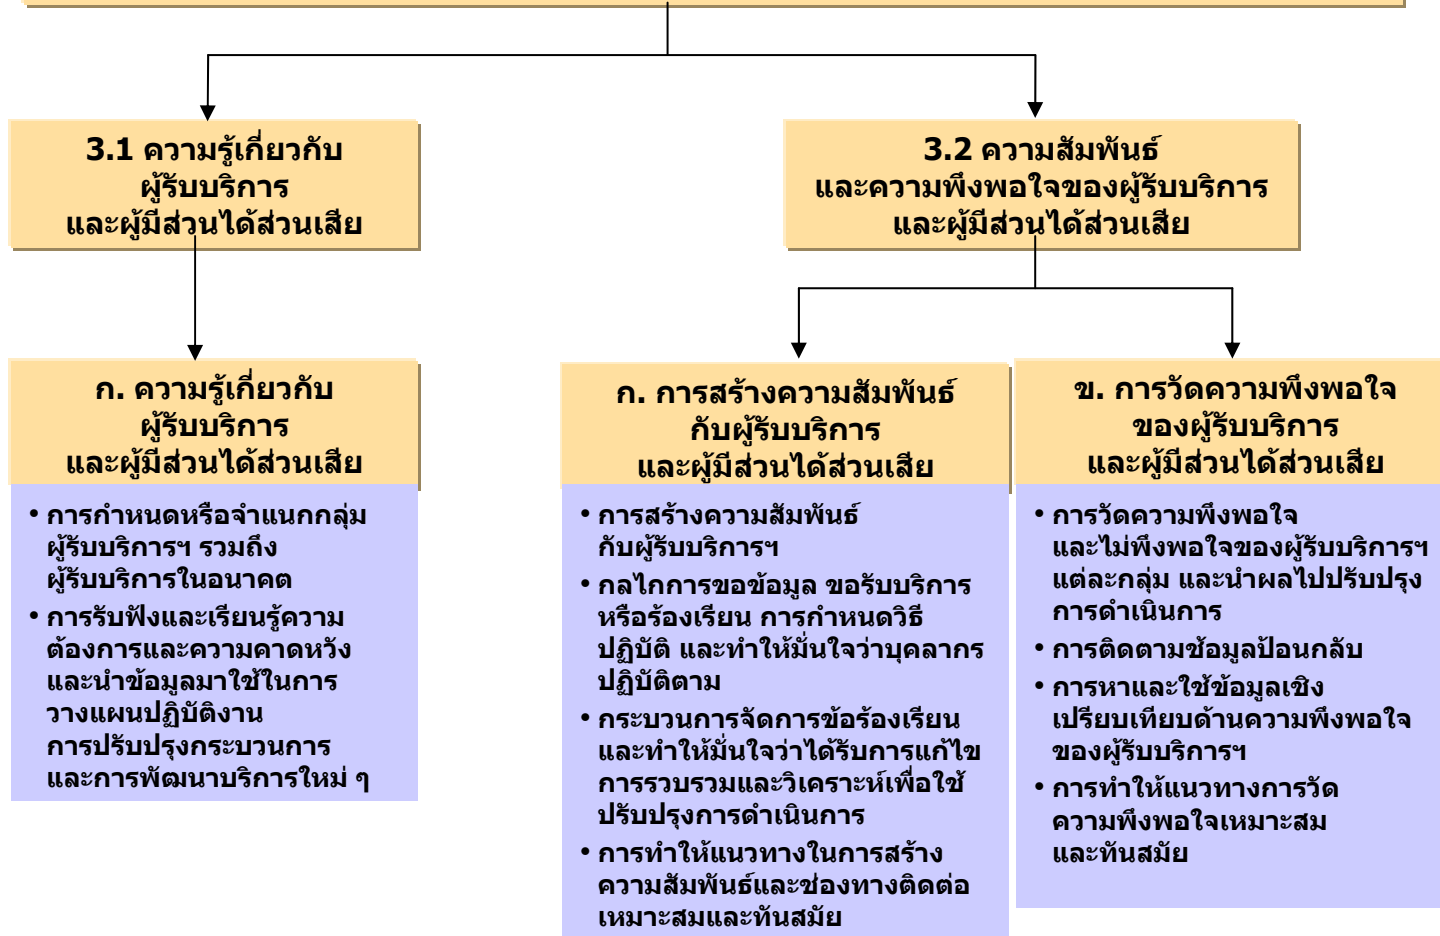 3.1 ความรู้เกี่ยวกับ
ผู้รับบริการ
และผู้มีส่วนได้ส่วนเสีย
3.2 ความสัมพันธ์
และความพึงพอใจของผู้รับบริการ
และผู้มีส่วนได้ส่วนเสีย
ก. ความรู้เกี่ยวกับ
ผู้รับบริการ
และผู้มีส่วนได้ส่วนเสีย
• การกำหนดหรือจำแนกกลุ่ม
ผู้รับบริการฯ รวมถึง
ผู้รับบริการในอนาคต
• การรับฟังและเรียนรู้ความ
ต้องการและความคาดหวัง
และนำข้อมูลมาใช้ในการ
วางแผนปฏิบัติงาน
การปรับปรุงกระบวนการ
และการพัฒนาบริการใหม่ ๆ
ก. การสร้างความสัมพันธ์
กับผู้รับบริการ
และผู้มีส่วนได้ส่วนเสีย
• การสร้างความสัมพันธ์
กับผู้รับบริการฯ
• กลไกการขอข้อมูล ขอรับบริการ
หรือร้องเรียน การกำหนดวิธี
ปฏิบัติ และทำให้มั่นใจว่าบุคลากร
ปฏิบัติตาม
• กระบวนการจัดการข้อร้องเรียน
และทำให้มั่นใจว่าได้รับการแก้ไข
การรวบรวมและวิเคราะห์เพื่อใช้
ปรับปรุงการดำเนินการ
• การทำให้แนวทางในการสร้าง
ความสัมพันธ์และช่องทางติดต่อ
เหมาะสมและทันสมัย
ข. การวัดความพึงพอใจ
ของผู้รับบริการ
และผู้มีส่วนได้ส่วนเสีย
• การวัดความพึงพอใจ
และไม่พึงพอใจของผู้รับบริการฯ
แต่ละกลุ่ม และนำผลไปปรับปรุง
การดำเนินการ
• การติดตามช้อมูลป้อนกลับ
• การหาและใช้ข้อมูลเชิง
เปรียบเทียบด้านความพึงพอใจ
ของผู้รับบริการฯ
• การทำให้แนวทางการวัด
ความพึงพอใจเหมาะสม
และทันสมัย